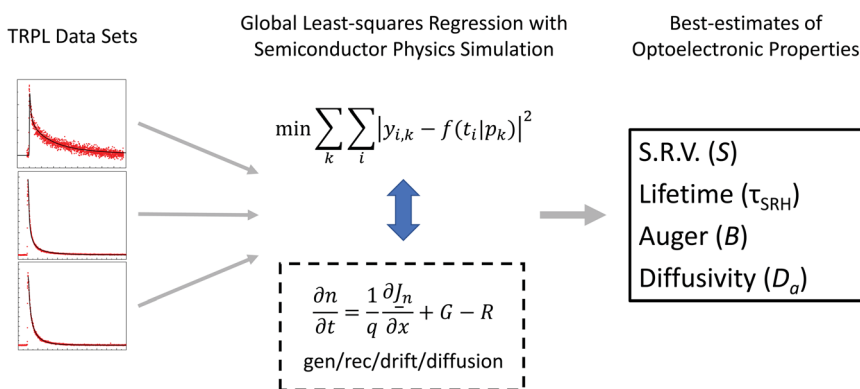 TRPL Data Sets
Global Least-squares Regression with
Semiconductor Physics Simulation
Best-estimates of
Optoelectronic Properties
min ∑_k ∑_i |y_{i,k} − f(t_i|p_k)|^2
∂n/∂t = 1/q ∂J_n/∂x + G − R
gen/rec/drift/diffusion
S.R.V. (S)
Lifetime (τ_SRH)
Auger (B)
Diffusivity (D_a)